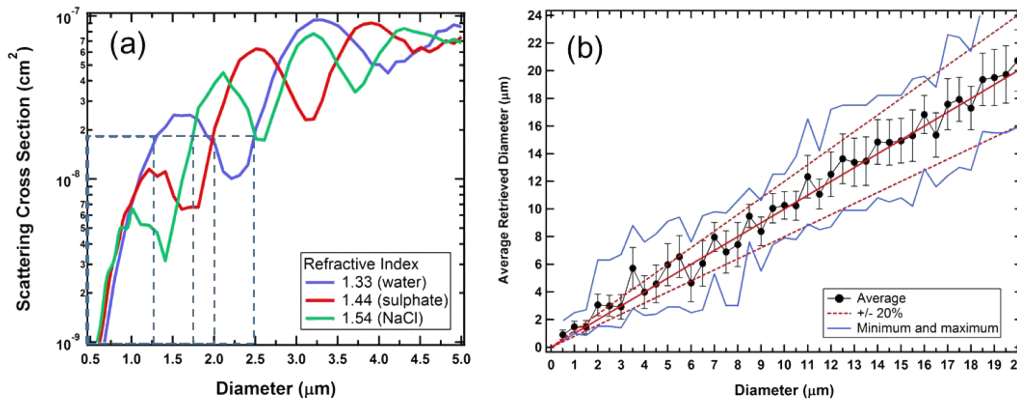 (a)
Scattering Cross Section (cm²)
10⁻⁷
7
6
5
4
3
2
10⁻⁸
7
6
5
4
3
2
10⁻⁹
0.5 1.0 1.5 2.0 2.5 3.0 3.5 4.0 4.5 5.0
Diameter (μm)
Refractive Index
1.33 (water)
1.44 (sulphate)
1.54 (NaCl)
(b)
Average Retrieved Diameter (μm)
24
22
20
18
16
14
12
10
8
6
4
2
0
0 1 2 3 4 5 6 7 8 9 10 11 12 13 14 15 16 17 18 19 20
Diameter (μm)
Average
+/- 20%
Minimum and maximum